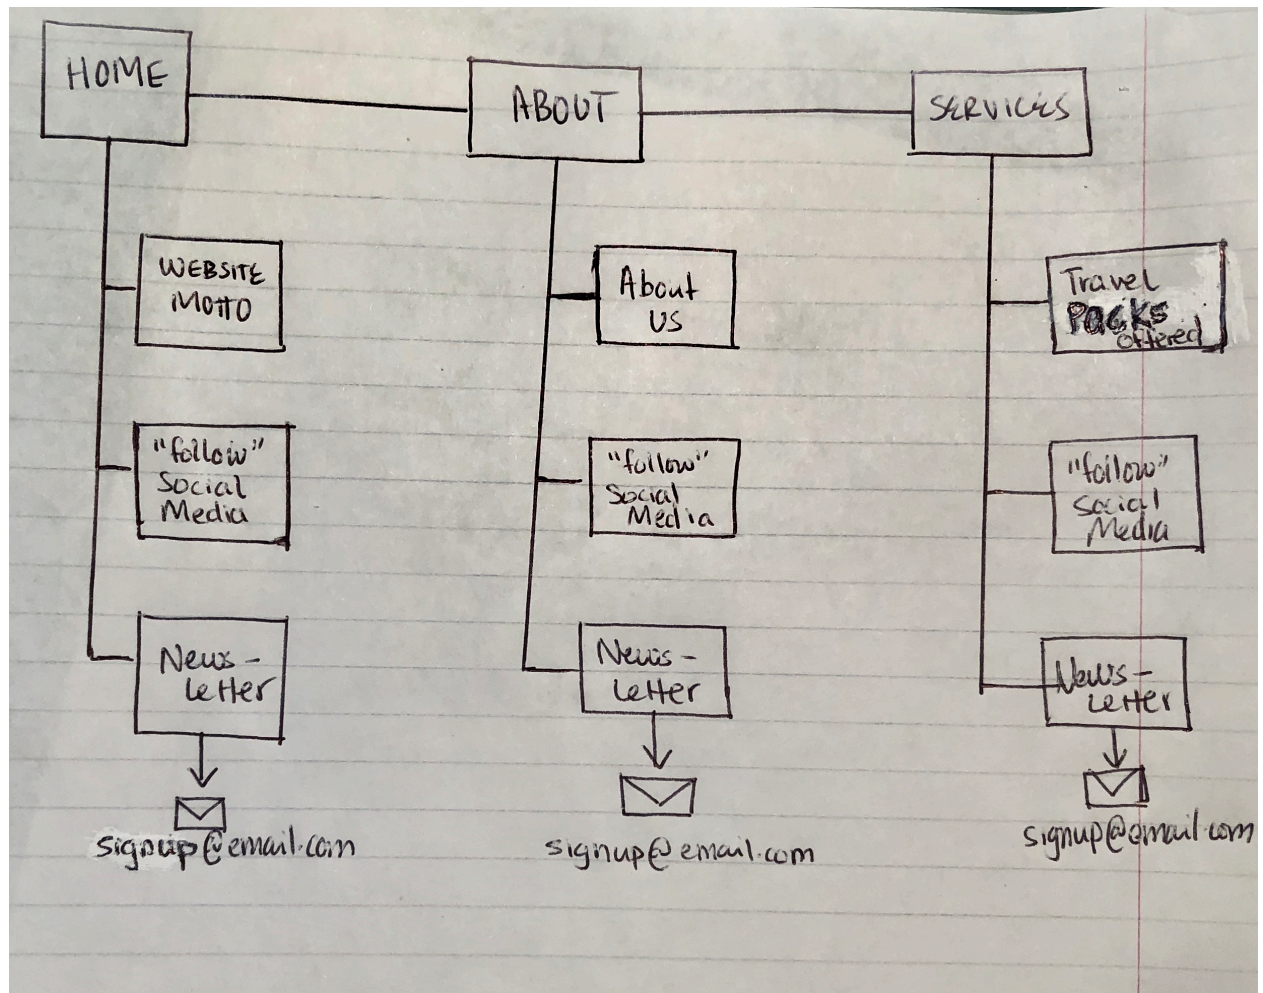 HOME
ABOUT
SERVICES
WEBSITE
MOTTO
About
US
Travel
Packs
offered
"follow"
Social
Media
"follow"
Social
Media
"follow"
Social
Media
News-
Letter
News-
Letter
News-
Letter
signup@email.com
signup@email.com
signup@email.com